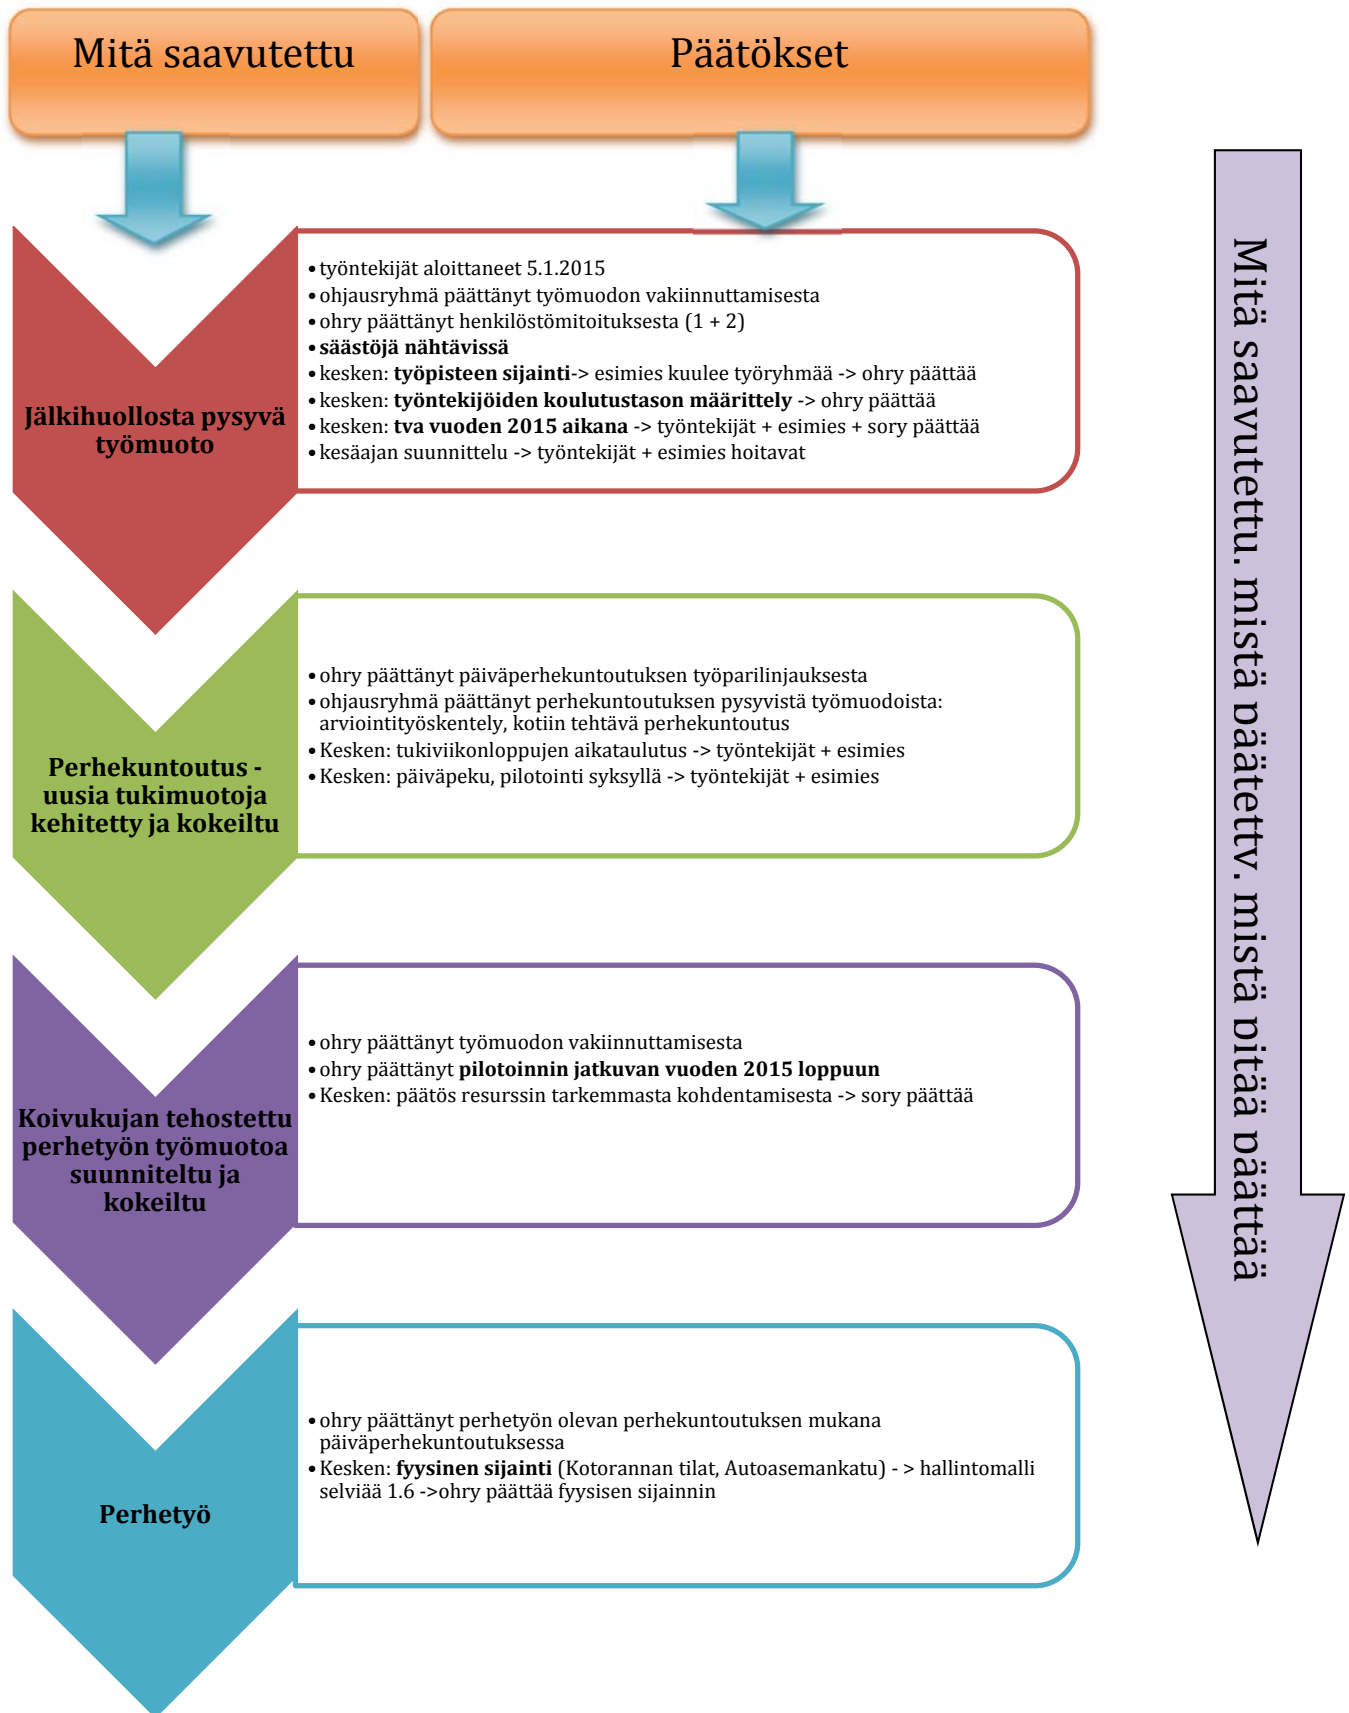 Mitä saavutettu
Päätökset
Jälkihuollosta pysyvä
työmuoto
• työntekijät aloittaneet 5.1.2015
• ohjausryhmä päättänyt työmuodon vakiinnuttamisesta
• ohry päättänyt henkilöstömitoituksesta (1 + 2)
• säästöjä nähtävissä
• kesken: työpisteen sijainti-> esimies kuulee työryhmää -> ohry päättää
• kesken: työntekijöiden koulutustason määrittely -> ohry päättää
• kesken: tva vuoden 2015 aikana -> työntekijät + esimies + sory päättää
• kesäajan suunnittelu -> työntekijät + esimies hoitavat
Perhekuntoutus -
uusia tukimuotoja
kehitetty ja kokeiltu
• ohry päättänyt päiväperhekuntoutuksen työparilinjauksesta
• ohjausryhmä päättänyt perhekuntoutuksen pysyvistä työmuodoista:
arviointityöskentely, kotiin tehtävä perhekuntoutus
• Kesken: tukiviikonloppujen aikataulutus -> työntekijät + esimies
• Kesken: päiväpeku, pilotointi syksyllä -> työntekijät + esimies
Koivukujan tehostettu
perhetyön työmuotoa
suunniteltu ja
kokeiltu
• ohry päättänyt työmuodon vakiinnuttamisesta
• ohry päättänyt pilotoinnin jatkuvan vuoden 2015 loppuun
• Kesken: päätös resurssin tarkemmasta kohdentamisesta -> sory päättää
Perhetyö
• ohry päättänyt perhetyön olevan perhekuntoutuksen mukana
päiväperhekuntoutuksessa
• Kesken: fyysinen sijainti (Kotorannan tilat, Autoasemankatu) - > hallintomalli
selviää 1.6 ->ohry päättää fyysisen sijainnin
Mitä saavutettu, mistä päätetty, mistä pitää päättää